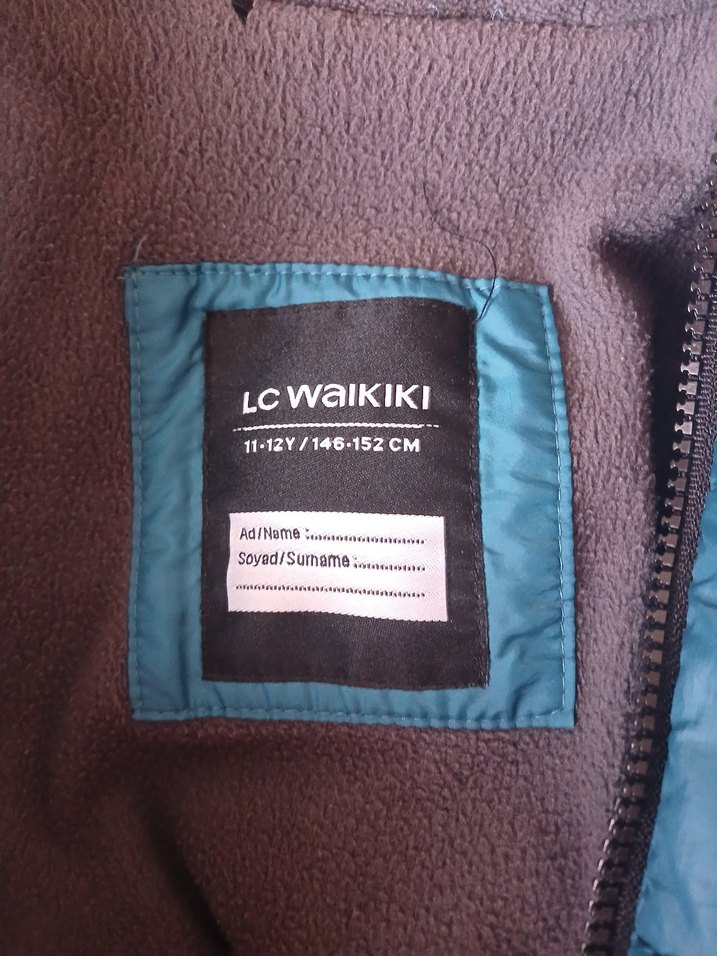 LC WAIKIKI
11-12Y / 146-152 CM
Ad/Name :..............................
Soyad/Surname :..................
................................................